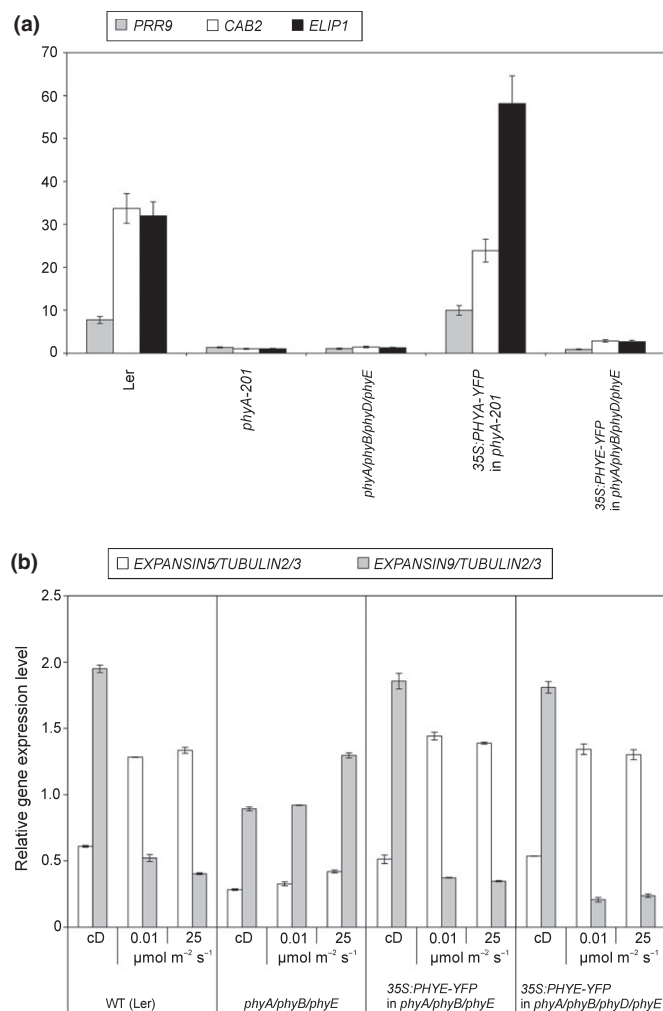 (a)
PRR9 CAB2 ELIP1
70
60
50
40
30
20
10
0
Ler
phyA-201
phyA/phyB/phyD/phyE
35S:PHYA-YFP
in phyA-201
35S:PHYE-YFP
in phyA/phyB/phyD/phyE
(b)
EXPANSIN5/TUBULIN2/3 EXPANSIN9/TUBULIN2/3
Relative gene expression level
2.5
2.0
1.5
1.0
0.5
0
cD 0.01 25 cD 0.01 25 cD 0.01 25 cD 0.01 25
µmol m⁻² s⁻¹ µmol m⁻² s⁻¹ µmol m⁻² s⁻¹ µmol m⁻² s⁻¹
WT (Ler)
phyA/phyB/phyE
35S:PHYE-YFP
in phyA/phyB/phyE
35S:PHYE-YFP
in phyA/phyB/phyD/phyE